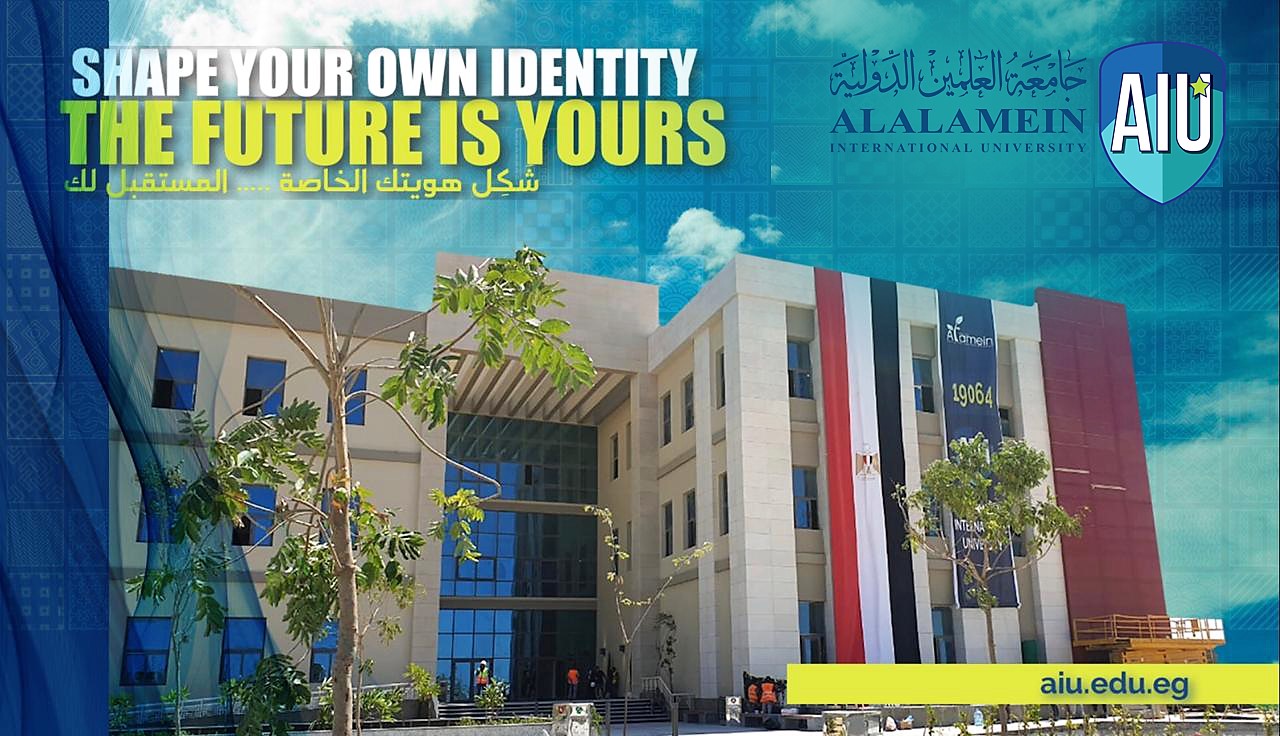 SHAPE YOUR OWN IDENTITY
THE FUTURE IS YOURS
شكِل هويتك الخاصة ..... المستقبل لك
جامعة العلمين الدولية
ALALAMEIN
INTERNATIONAL UNIVERSITY
AIU
Alamein
19064
aiu.edu.eg